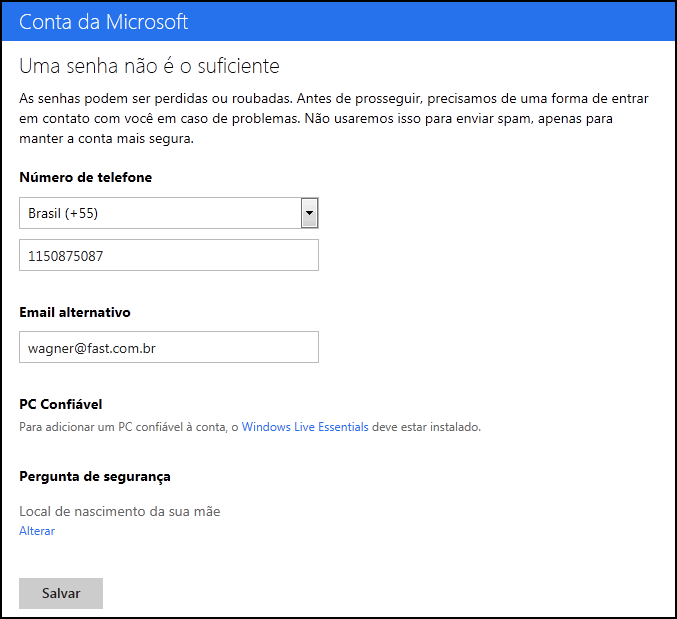 Conta da Microsoft
Uma senha não é o suficiente
As senhas podem ser perdidas ou roubadas. Antes de prosseguir, precisamos de uma forma de entrar
em contato com você em caso de problemas. Não usaremos isso para enviar spam, apenas para
manter a conta mais segura.
Número de telefone
Brasil (+55)
1150875087
Email alternativo
wagner@fast.com.br
PC Confiável
Para adicionar um PC confiável à conta, o Windows Live Essentials deve estar instalado.
Pergunta de segurança
Local de nascimento da sua mãe
Alterar
Salvar